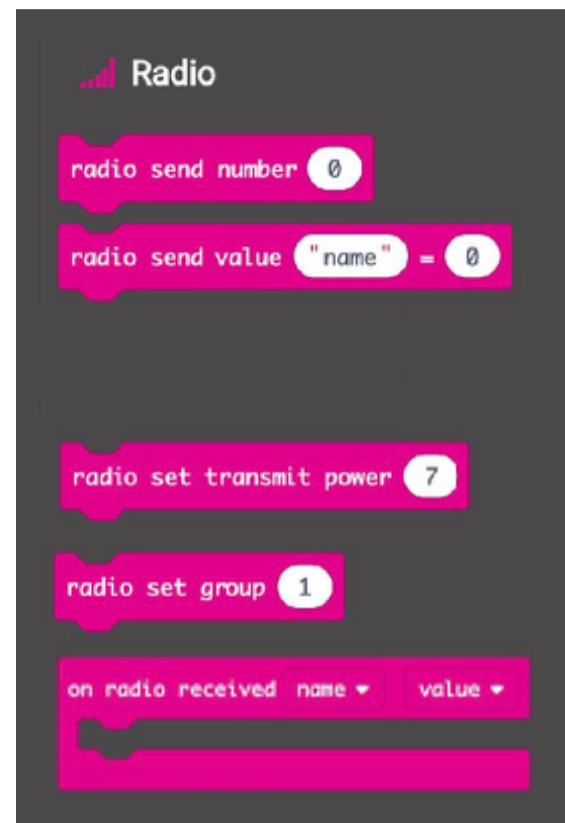 Radio
radio send number 0
radio send value "name" = 0
radio set transmit power 7
radio set group 1
on radio received name value